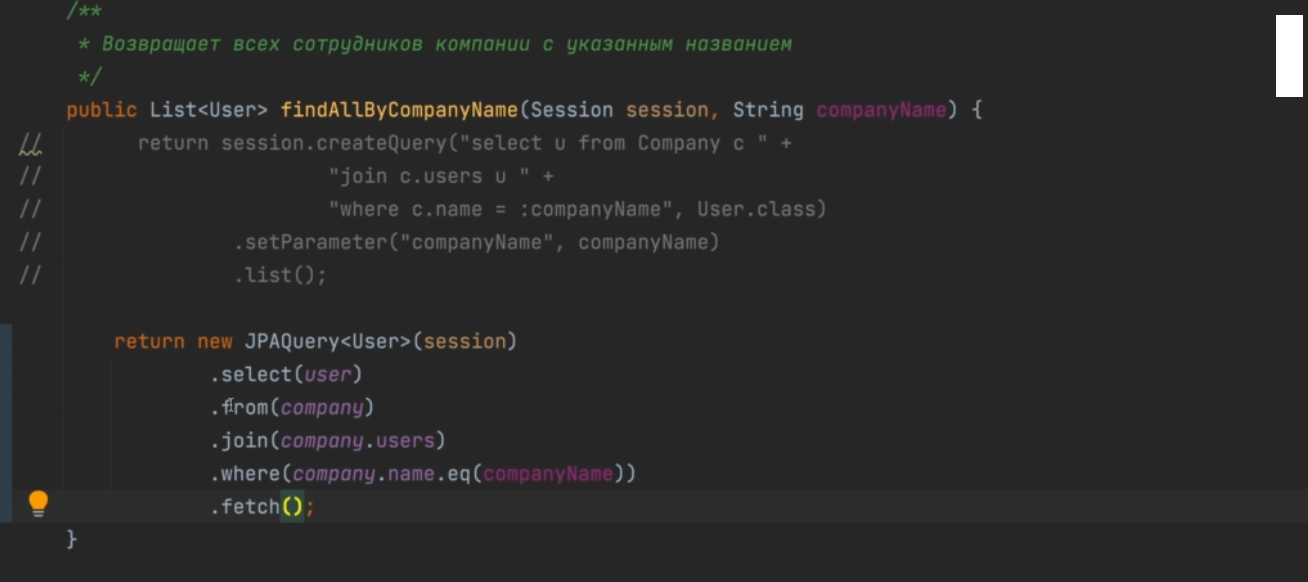 /**
 * Возвращает всех сотрудников компании с указанным названием
 */
public List<User> findAllByCompanyName(Session session, String companyName) {
//        return session.createQuery("select u from Company c " +
//                        "join c.users u " +
//                        "where c.name = :companyName", User.class)
//                .setParameter("companyName", companyName)
//                .list();
    return new JPAQuery<User>(session)
            .select(user)
            .from(company)
            .join(company.users)
            .where(company.name.eq(companyName))
            .fetch();
}